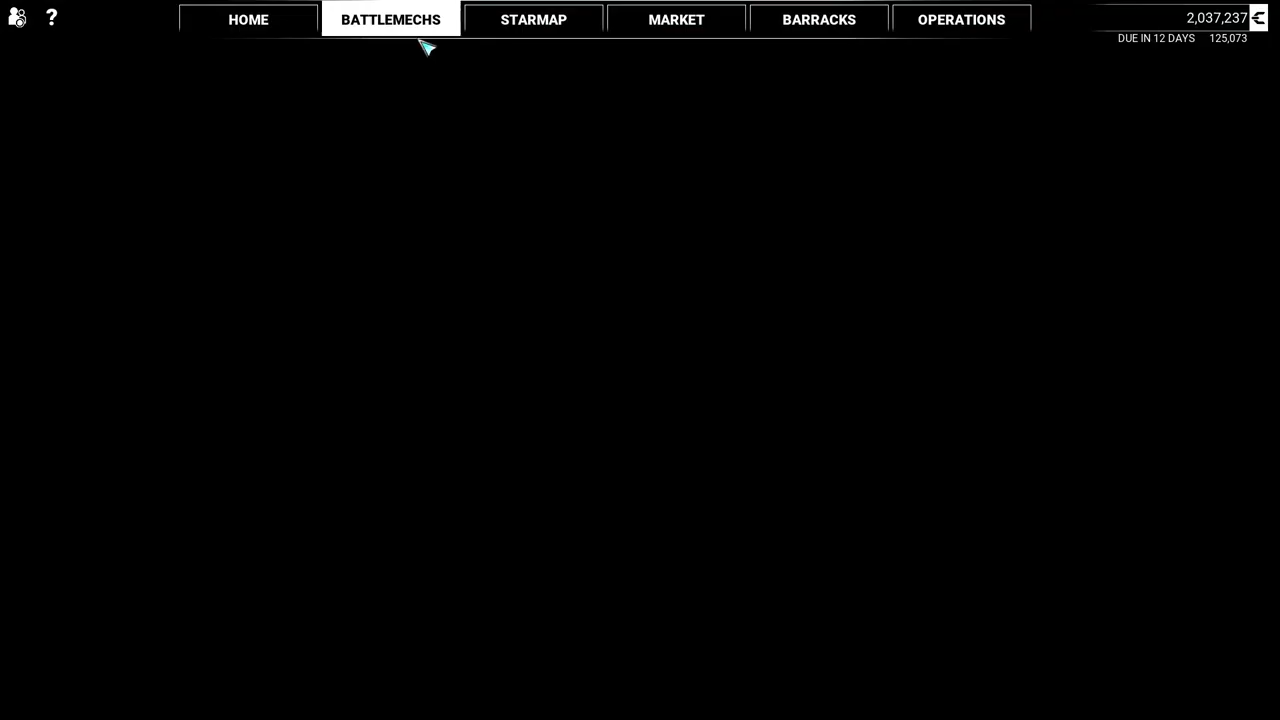 ?
HOME
BATTLEMECHS
STARMAP
MARKET
BARRACKS
OPERATIONS
2,037,237
DUE IN 12 DAYS 125,073